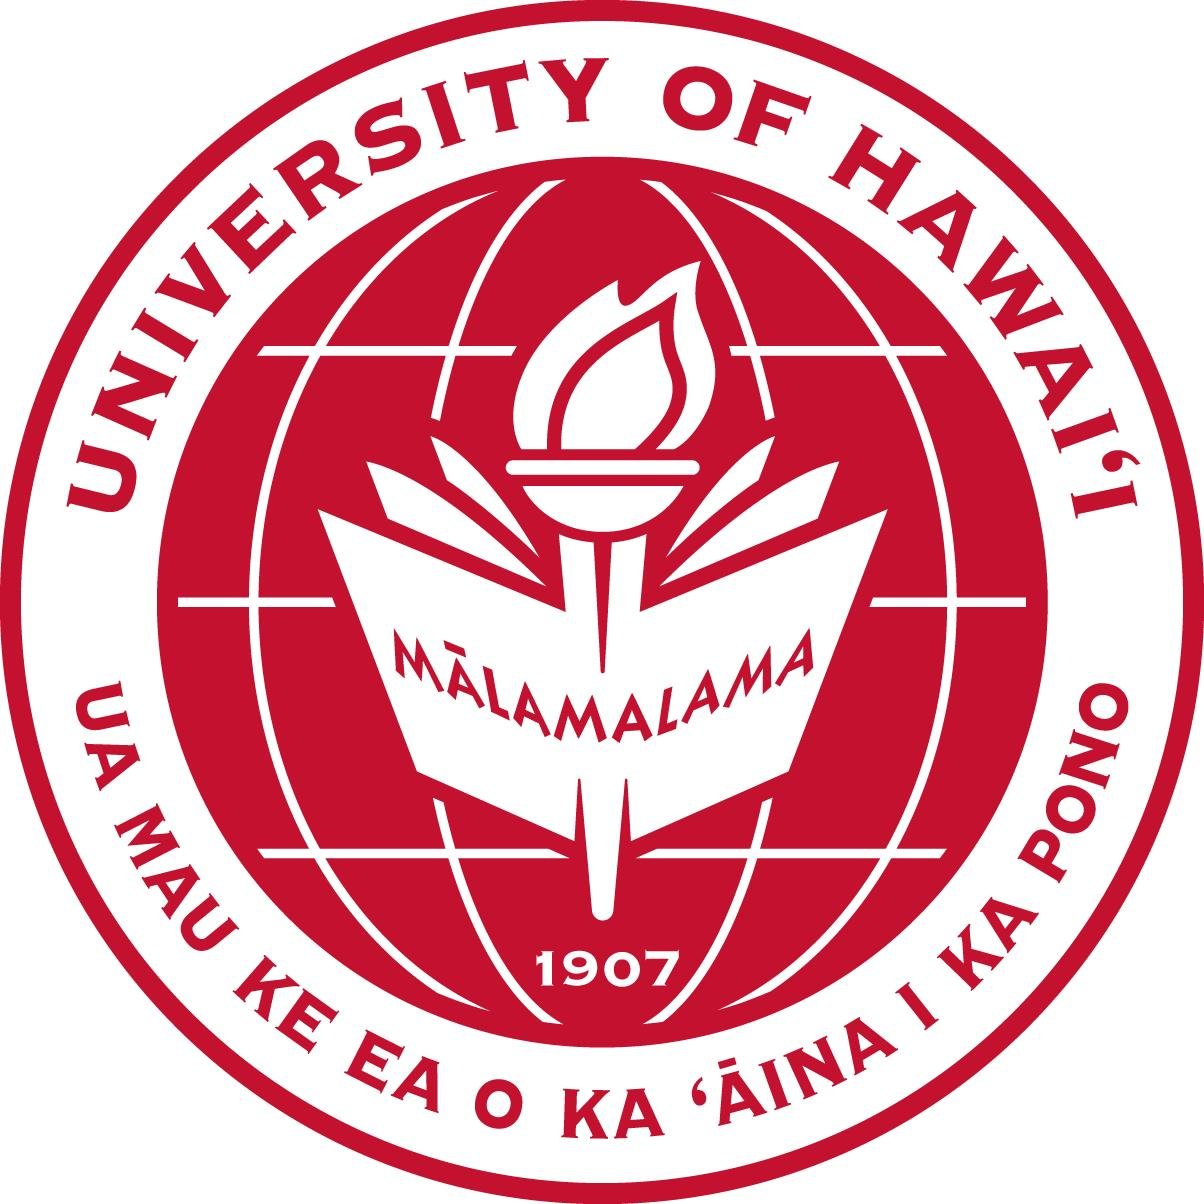 UNIVERSITY OF HAWAIʻI
MĀLAMALAMA
1907
UA MAU KE EA O KA ʻĀINA I KA PONO